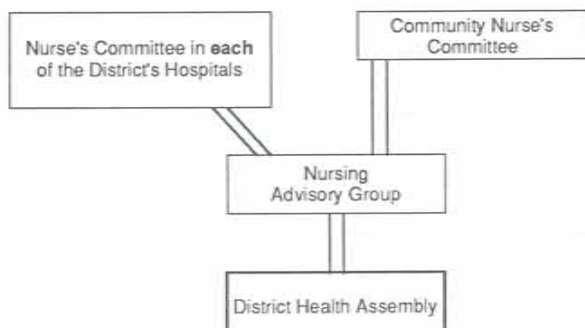 Nurse's Committee in each
of the District's Hospitals
Community Nurse's
Committee
Nursing
Advisory Group
District Health Assembly